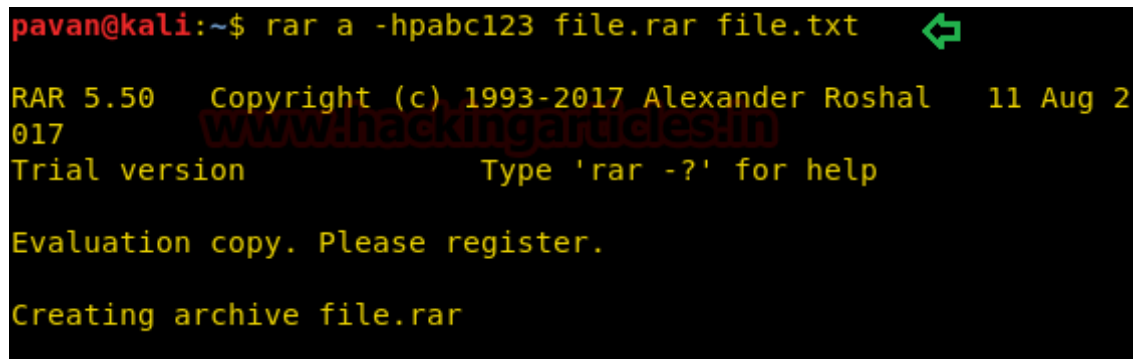 pavan@kali:~$ rar a -hpabc123 file.rar file.txt
RAR 5.50   Copyright (c) 1993-2017 Alexander Roshal   11 Aug 2
017
www.hackingarticles.in
Trial version             Type 'rar -?' for help
Evaluation copy. Please register.
Creating archive file.rar